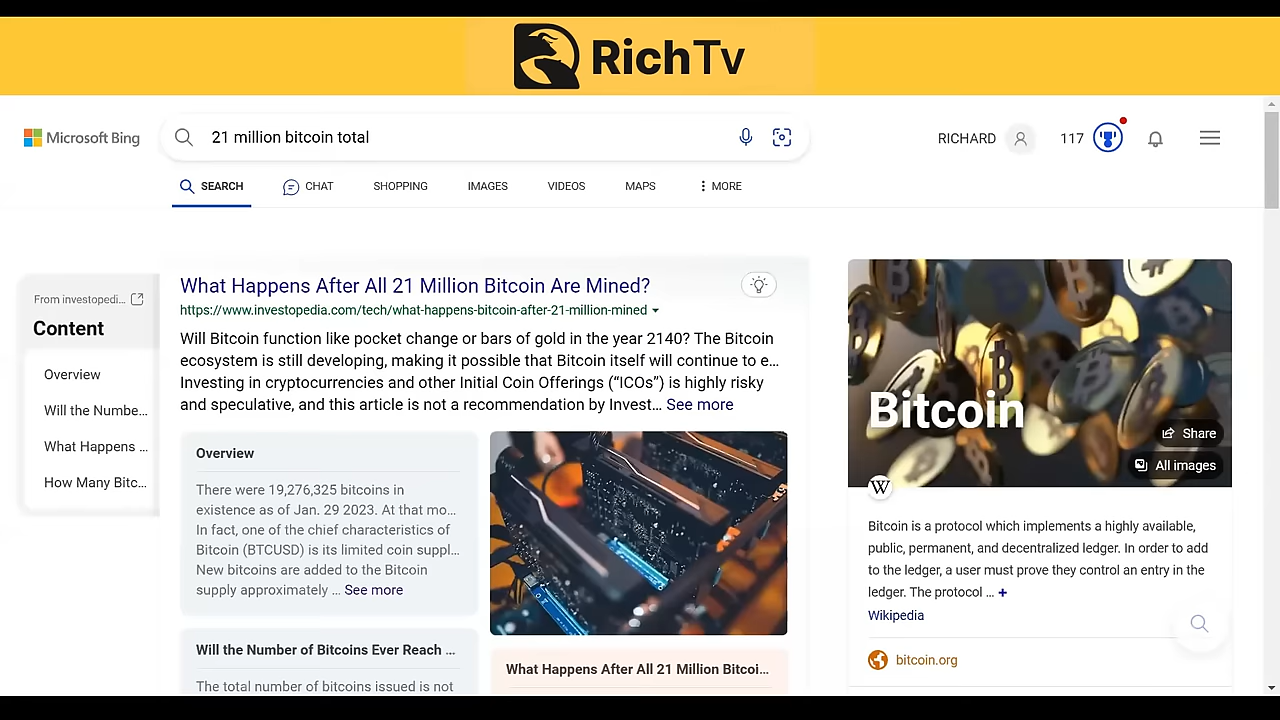 RichTv
Microsoft Bing
21 million bitcoin total
RICHARD
117
SEARCH
CHAT
SHOPPING
IMAGES
VIDEOS
MAPS
MORE
From investopedi...
Content
Overview
Will the Numbe...
What Happens ...
How Many Bitc...
What Happens After All 21 Million Bitcoin Are Mined?
https://www.investopedia.com/tech/what-happens-bitcoin-after-21-million-mined
Will Bitcoin function like pocket change or bars of gold in the year 2140? The Bitcoin
ecosystem is still developing, making it possible that Bitcoin itself will continue to e...
Investing in cryptocurrencies and other Initial Coin Offerings (“ICOs”) is highly risky
and speculative, and this article is not a recommendation by Invest... See more
Overview
There were 19,276,325 bitcoins in
existence as of Jan. 29 2023. At that mo...
In fact, one of the chief characteristics of
Bitcoin (BTCUSD) is its limited coin suppl...
New bitcoins are added to the Bitcoin
supply approximately ... See more
Will the Number of Bitcoins Ever Reach ...
The total number of bitcoins issued is not
What Happens After All 21 Million Bitcoi...
Bitcoin
Share
All images
W
Bitcoin is a protocol which implements a highly available,
public, permanent, and decentralized ledger. In order to add
to the ledger, a user must prove they control an entry in the
ledger. The protocol ... +
Wikipedia
bitcoin.org